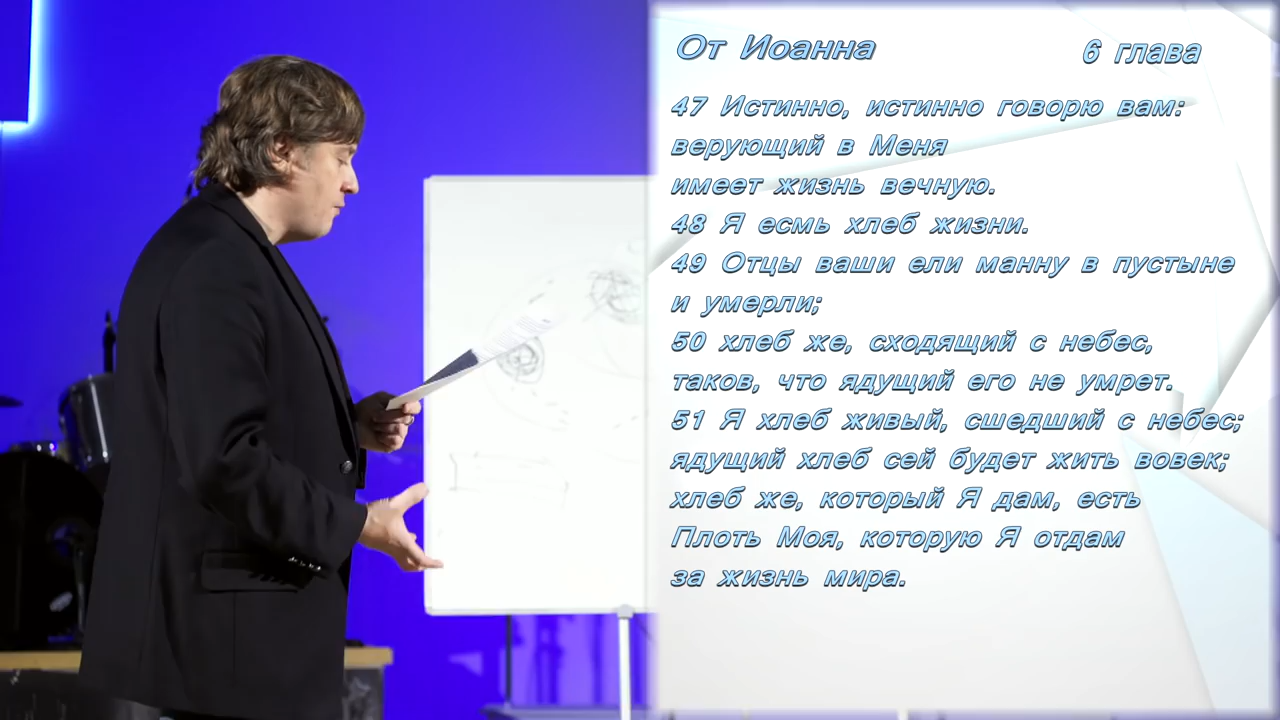 От Иоанна 6 глава
47 Истинно, истинно говорю вам:
верующий в Меня
имеет жизнь вечную.
48 Я есмь хлеб жизни.
49 Отцы ваши ели манну в пустыне
и умерли;
50 хлеб же, сходящий с небес,
таков, что ядущий его не умрет.
51 Я хлеб живый, сшедший с небес;
ядущий хлеб сей будет жить вовек;
хлеб же, который Я дам, есть
Плоть Моя, которую Я отдам
за жизнь мира.